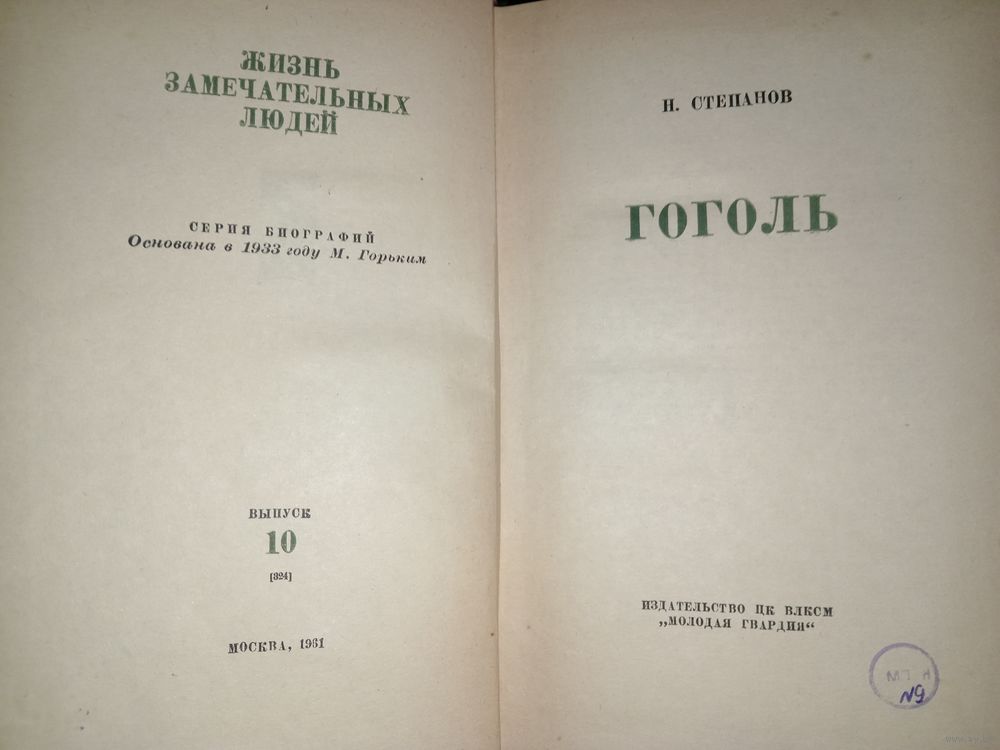 ЖИЗНЬ
ЗАМЕЧАТЕЛЬНЫХ
ЛЮДЕЙ
СЕРИЯ БИОГРАФИЙ
Основана в 1933 году М. Горьким
ВЫПУСК
10
[324]
МОСКВА, 1961
Н. СТЕПАНОВ
ГОГОЛЬ
ИЗДАТЕЛЬСТВО ЦК ВЛКСМ
„МОЛОДАЯ ГВАРДИЯ“
№9